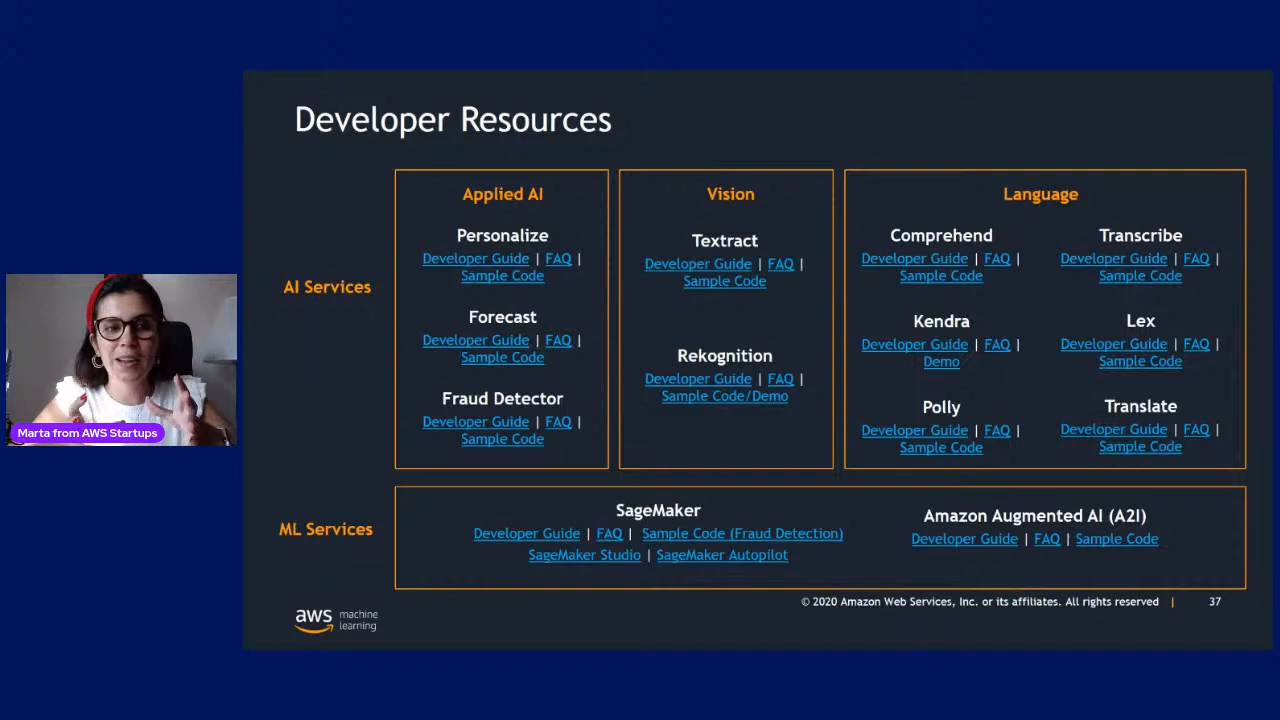 Developer Resources
Applied AI
Vision
Language
AI Services
Personalize
Developer Guide | FAQ |
Sample Code
Forecast
Developer Guide | FAQ |
Sample Code
Fraud Detector
Developer Guide | FAQ |
Sample Code
Textract
Developer Guide | FAQ |
Sample Code
Rekognition
Developer Guide | FAQ |
Sample Code/Demo
Comprehend
Developer Guide | FAQ |
Sample Code
Kendra
Developer Guide | FAQ |
Demo
Polly
Developer Guide | FAQ |
Sample Code
Transcribe
Developer Guide | FAQ |
Sample Code
Lex
Developer Guide | FAQ |
Sample Code
Translate
Developer Guide | FAQ |
Sample Code
Marta from AWS Startups
ML Services
SageMaker
Developer Guide | FAQ | Sample Code (Fraud Detection)
SageMaker Studio | SageMaker Autopilot
Amazon Augmented AI (A2I)
Developer Guide | FAQ | Sample Code
© 2020 Amazon Web Services, Inc. or its affiliates. All rights reserved | 37
aws machine
learning